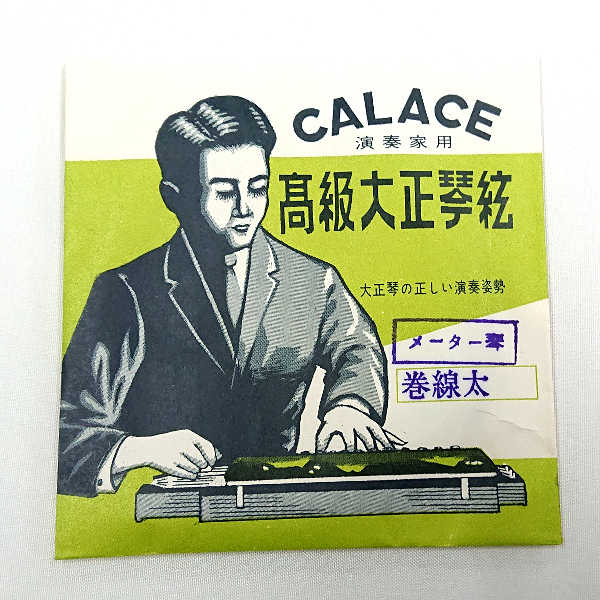 CALACE
演奏家用
高級大正琴絃
大正琴の正しい演奏姿勢
メーター琴
巻線太